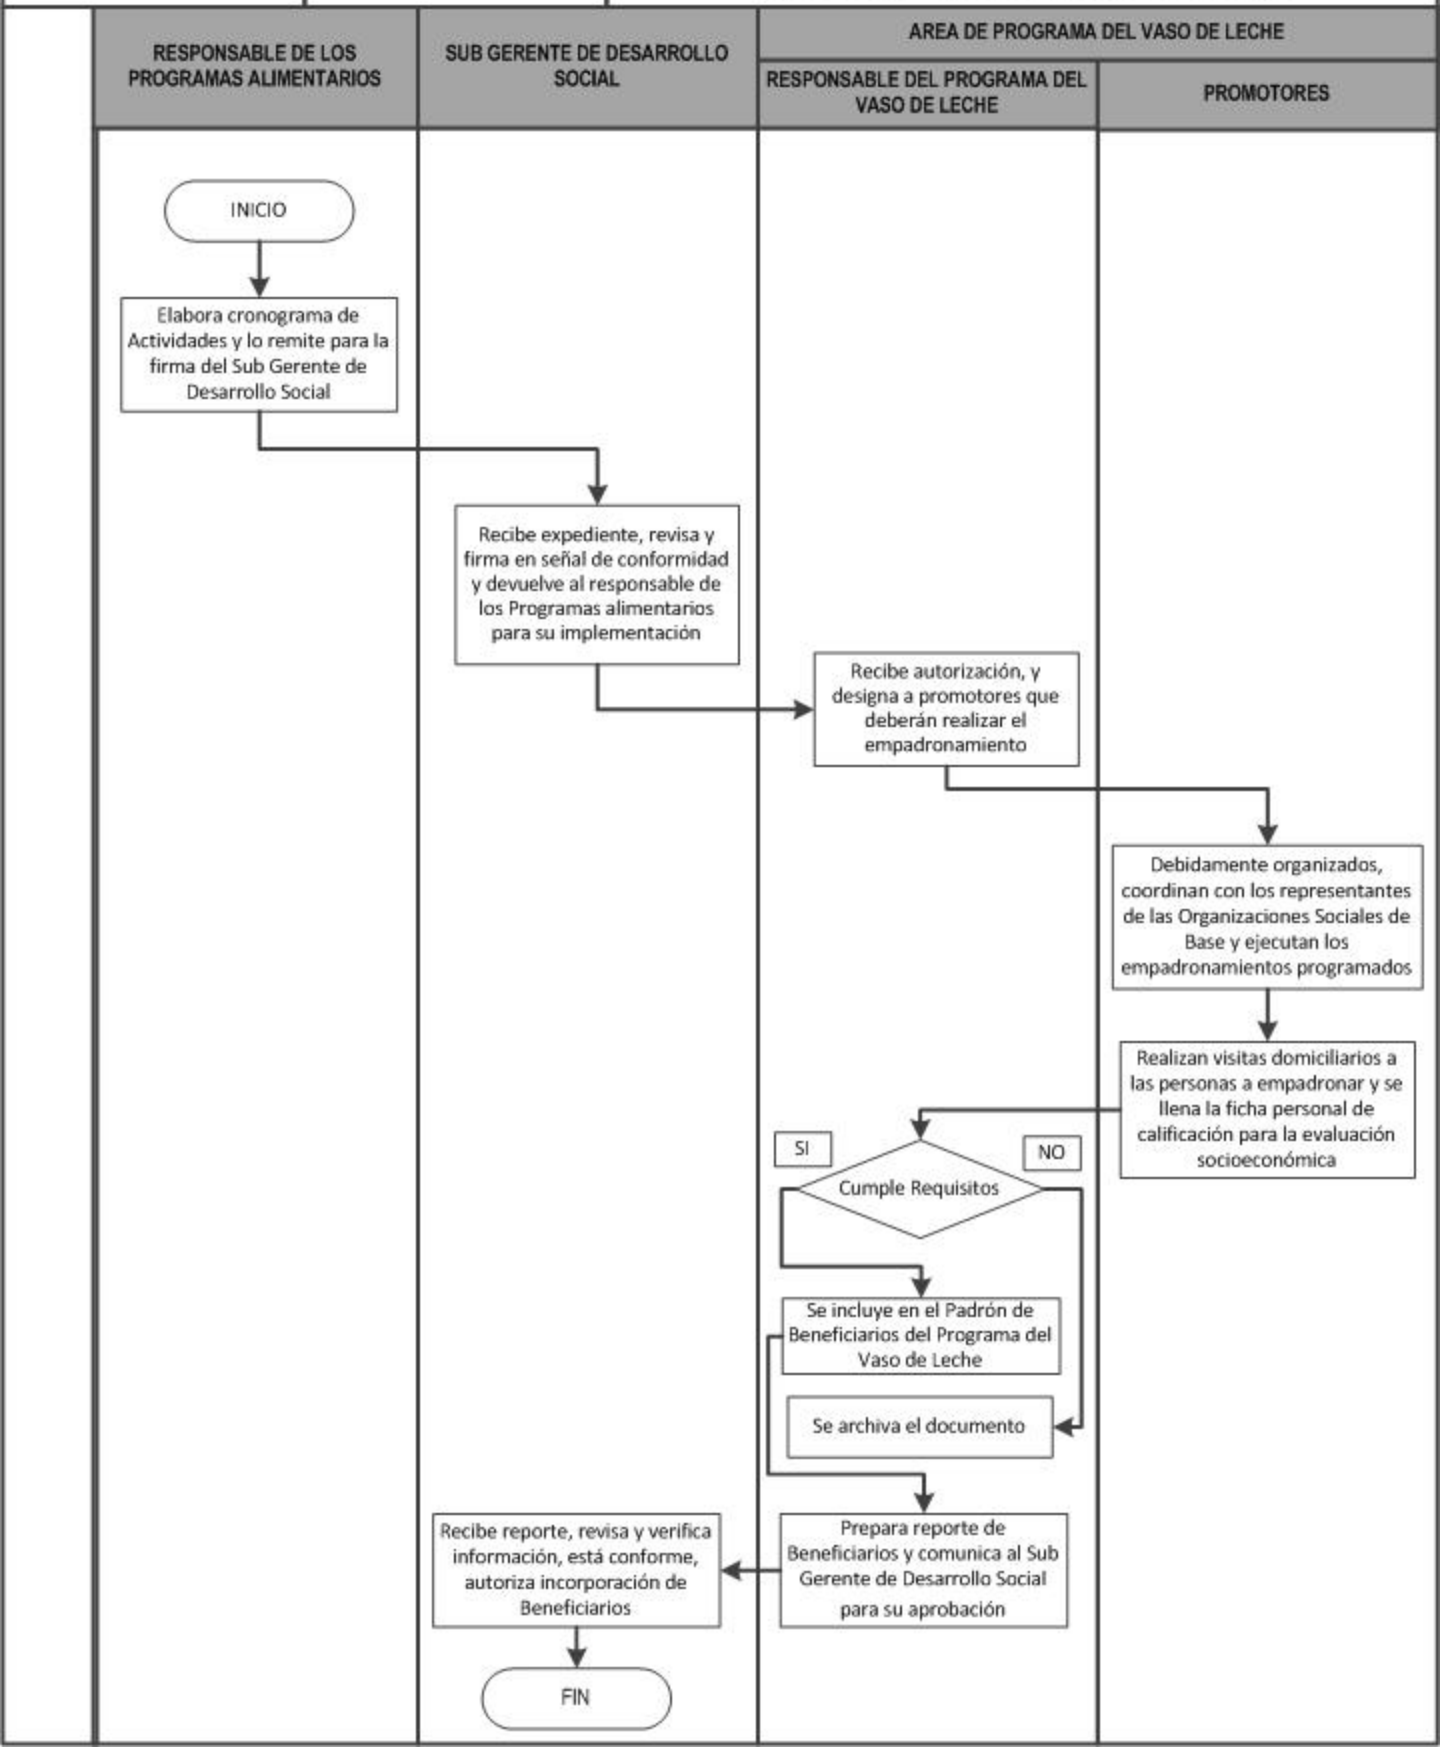 RESPONSABLE DE LOS
PROGRAMAS ALIMENTARIOS
SUB GERENTE DE DESARROLLO
SOCIAL
AREA DE PROGRAMA DEL VASO DE LECHE
RESPONSABLE DEL PROGRAMA DEL
VASO DE LECHE
PROMOTORES
INICIO
Elabora cronograma de
Actividades y lo remite para la
firma del Sub Gerente de
Desarrollo Social
Recibe expediente, revisa y
firma en señal de conformidad
y devuelve al responsable de
los Programas alimentarios
para su implementación
Recibe autorización, y
designa a promotores que
deberán realizar el
empadronamiento
Debidamente organizados,
coordinan con los representantes
de las Organizaciones Sociales de
Base y ejecutan los
empadronamientos programados
Realizan visitas domiciliarios a
las personas a empadronar y se
llena la ficha personal de
calificación para la evaluación
socioeconómica
SI
NO
Cumple Requisitos
Se incluye en el Padrón de
Beneficiarios del Programa del
Vaso de Leche
Se archiva el documento
Prepara reporte de
Beneficiarios y comunica al Sub
Gerente de Desarrollo Social
para su aprobación
Recibe reporte, revisa y verifica
información, está conforme,
autoriza incorporación de
Beneficiarios
FIN